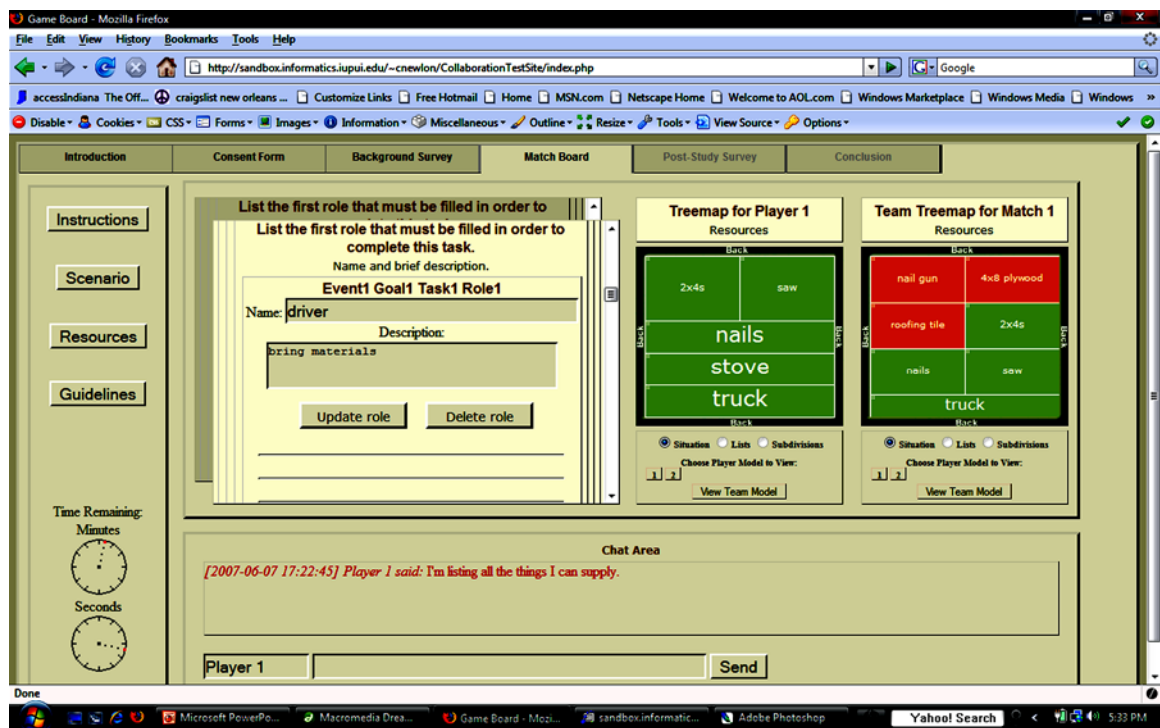 Game Board - Mozilla Firefox
File Edit View History Bookmarks Tools Help
http://sandbox.informatics.iupui.edu/~cnewlon/CollaborationTestSite/index.php
Google
accessIndiana The Off... craigslist new orleans ... Customize Links Free Hotmail Home MSN.com Netscape Home Welcome to AOL.com Windows Marketplace Windows Media Windows »
Disable Cookies CSS Forms Images Information Miscellaneous Outline Resize Tools View Source Options
Introduction Consent Form Background Survey Match Board Post-Study Survey Conclusion
Instructions
Scenario
Resources
Guidelines
Time Remaining:
Minutes
Seconds
List the first role that must be filled in order to
List the first role that must be filled in order to
complete this task.
Name and brief description.
Event1 Goal1 Task1 Role1
Name: driver
Description:
bring materials
Update role Delete role
Treemap for Player 1
Resources
Back
2x4s saw
nails
stove
truck
Back
Back
Back
Situation Lists Subdivisions
Choose Player Model to View:
1 2
View Team Model
Team Treemap for Match 1
Resources
Back
nail gun 4x8 plywood
roofing tile 2x4s
nails saw
truck
Back
Back
Back
Situation Lists Subdivisions
Choose Player Model to View:
1 2
View Team Model
Chat Area
[2007-06-07 17:22:45] Player 1 said: I'm listing all the things I can supply.
Player 1 Send
Done
Microsoft PowerPo... Macromedia Drea... Game Board - Mozi... sandbox.informatic... Adobe Photoshop Yahoo! Search < 5:33 PM